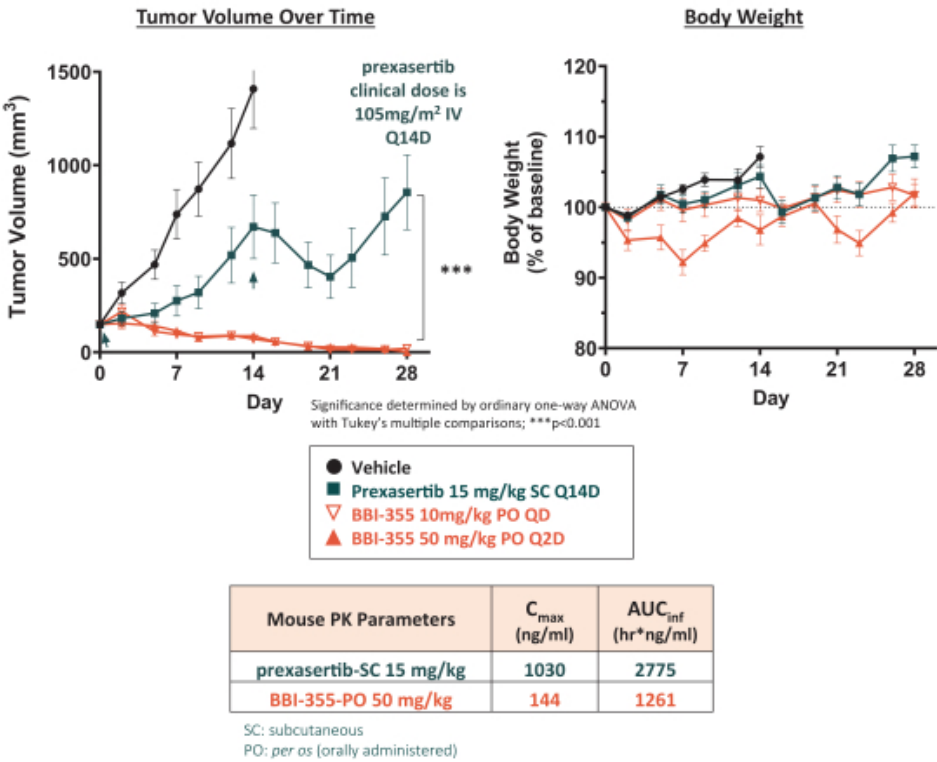 Tumor Volume Over Time
Body Weight
Tumor Volume (mm³)
1500
1000
500
0
0
7
14
21
28
Day
prexasertib
clinical dose is
105mg/m² IV
Q14D
***
Body Weight
(% of baseline)
120
110
100
90
80
0
7
14
21
28
Day
Significance determined by ordinary one-way ANOVA
with Tukey's multiple comparisons; ***p<0.001
Vehicle
Prexasertib 15 mg/kg SC Q14D
BBI-355 10mg/kg PO QD
BBI-355 50 mg/kg PO Q2D
Mouse PK Parameters
Cmax
(ng/ml)
AUCinf
(hr*ng/ml)
prexasertib-SC 15 mg/kg 1030 2775
BBI-355-PO 50 mg/kg 144 1261
SC: subcutaneous
PO: per os (orally administered)